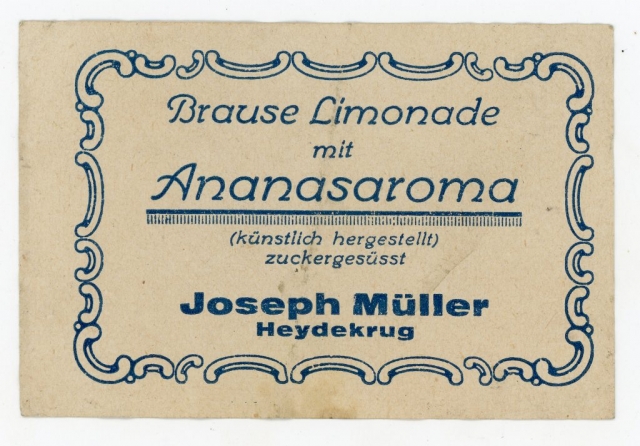 Brause Limonade
mit
Ananasaroma
(künstlich hergestellt)
zuckergesüsst
Joseph Müller
Heydekrug